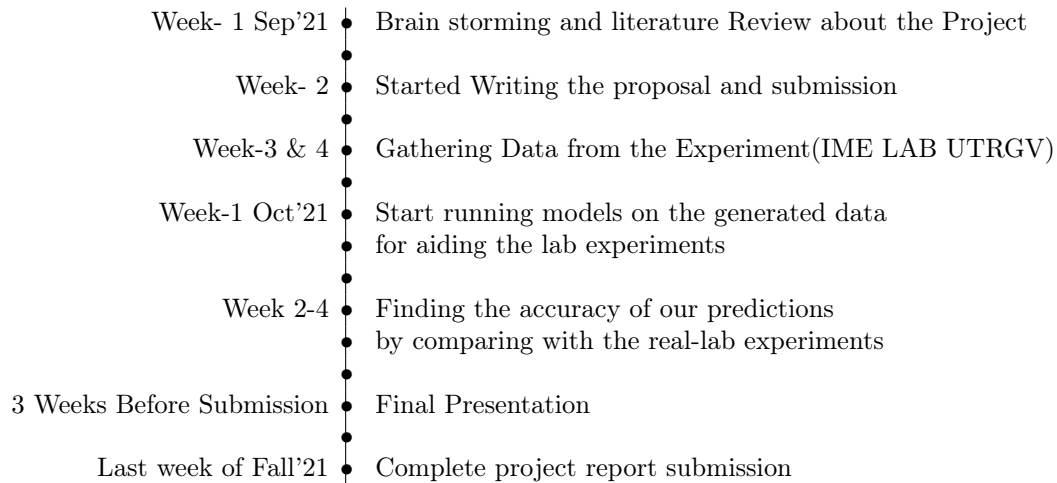 Week- 1 Sep'21 Brain storming and literature Review about the Project
Week- 2 Started Writing the proposal and submission
Week-3 & 4 Gathering Data from the Experiment(IME LAB UTRGV)
Week-1 Oct'21 Start running models on the generated data
for aiding the lab experiments
Week 2-4 Finding the accuracy of our predictions
by comparing with the real-lab experiments
3 Weeks Before Submission Final Presentation
Last week of Fall'21 Complete project report submission